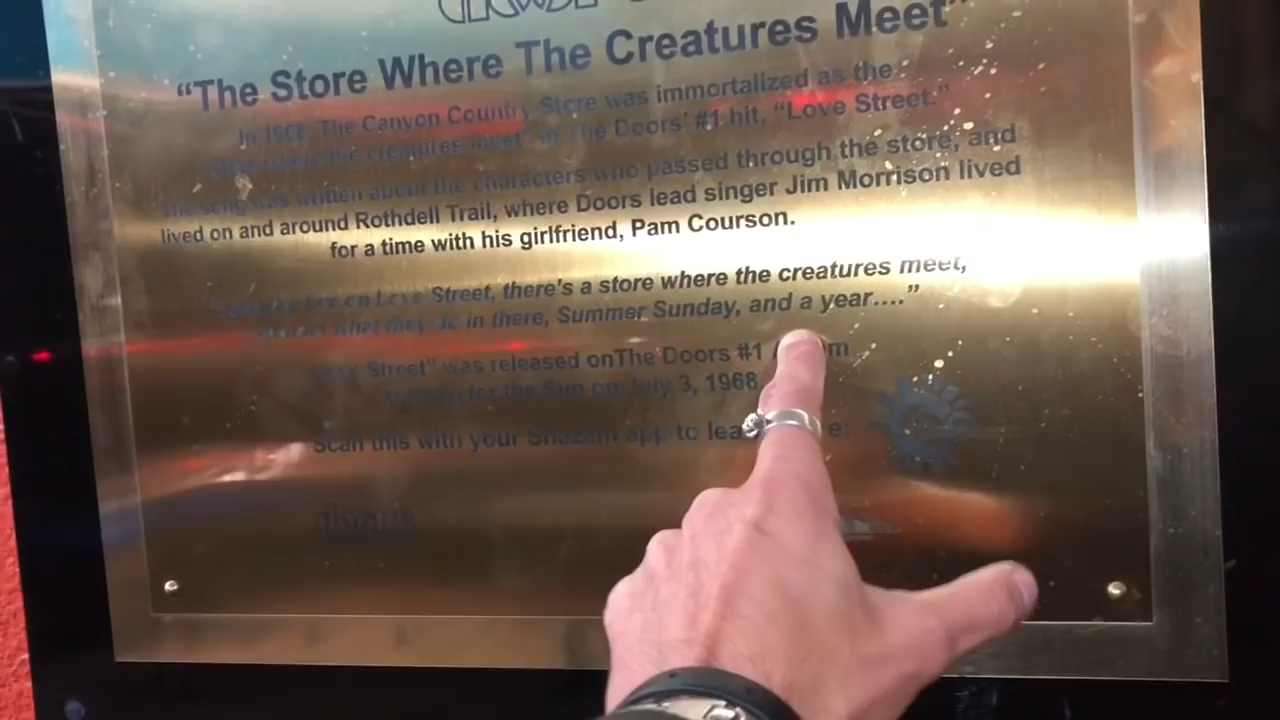 "The Store Where The Creatures Meet"
In 1968, The Canyon Country Store was immortalized as the
"store where the creatures meet" in The Doors' #1 hit, "Love Street."
The song was written about the characters who passed through the store, and
lived on and around Rothdell Trail, where Doors lead singer Jim Morrison lived
for a time with his girlfriend, Pam Courson.
on Love Street, there's a store where the creatures meet,
what they do in there, Summer Sunday, and a year...."
Street" was released onThe Doors #1
for the Sun on July 3, 1968
Scan this with your Shazam app to